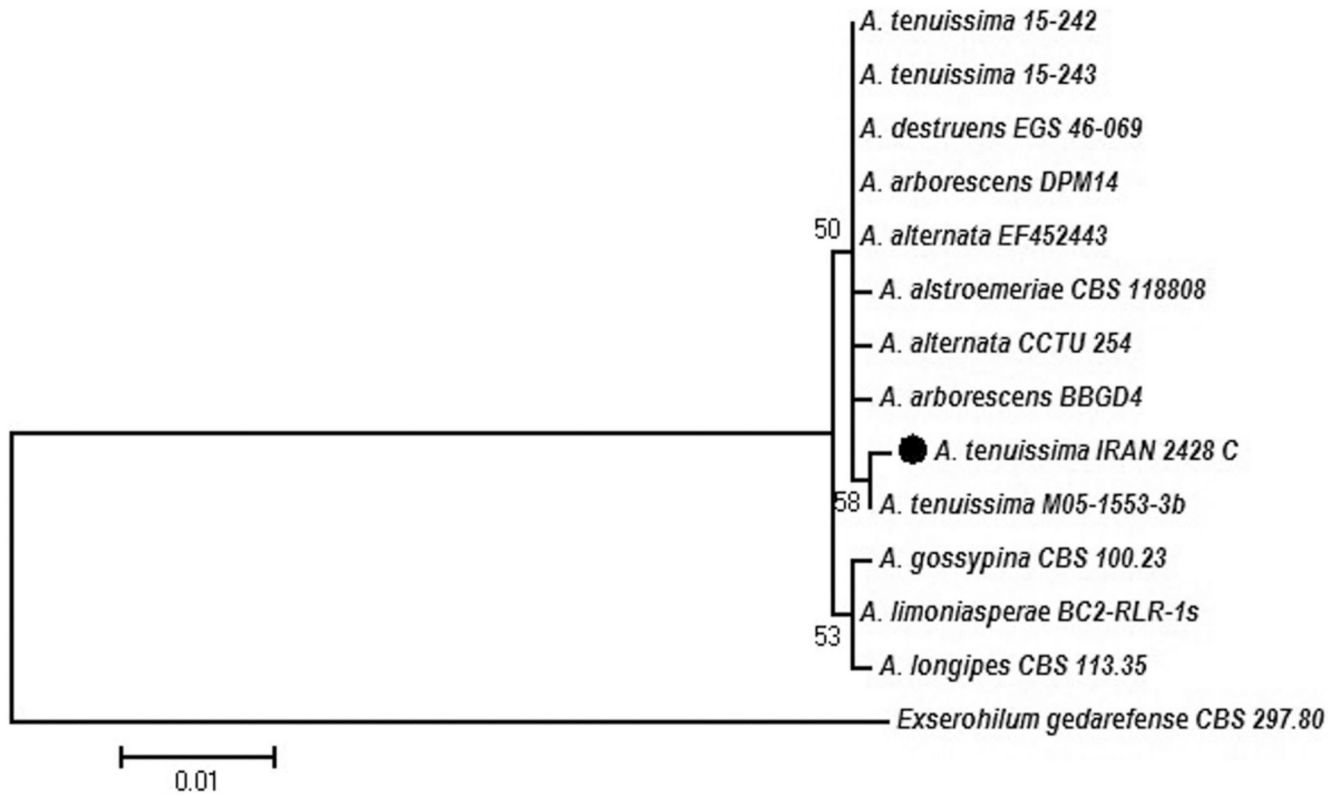 A. tenuissima 15-242
A. tenuissima 15-243
A. destruens EGS 46-069
A. arborescens DPM14
50
A. alternata EF452443
A. alstroemeriae CBS 118808
A. alternata CCTU 254
A. arborescens BBGD4
A. tenuissima IRAN 2428 C
58
A. tenuissima M05-1553-3b
A. gossypina CBS 100.23
A. limoniasperae BC2-RLR-1s
53
A. longipes CBS 113.35
Exserohilum gedarefense CBS 297.80
0.01